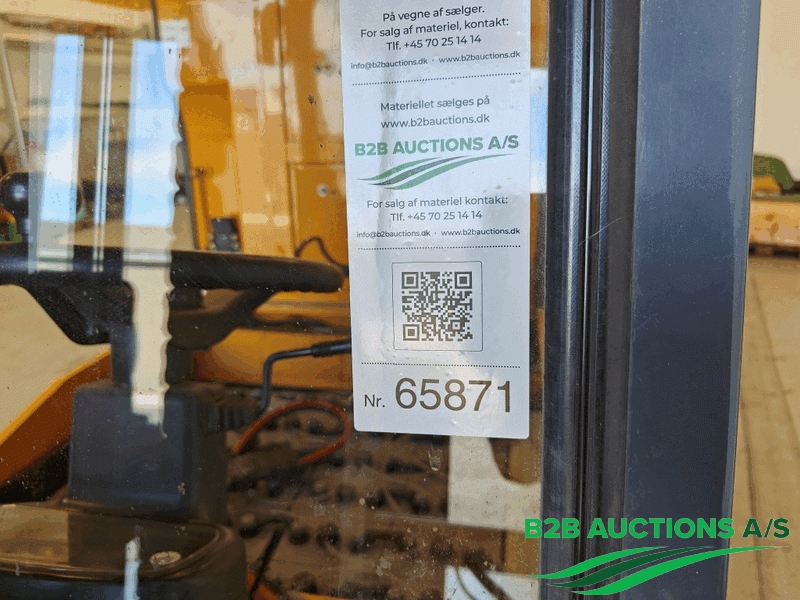 På vegne af sælger.
For salg af materiel, kontakt:
Tlf. +45 70 25 14 14
info@b2bauctions.dk · www.b2bauctions.dk
Materiellet sælges på
www.b2bauctions.dk
B2B AUCTIONS A/S
For salg af materiel kontakt:
Tlf. +45 70 25 14 14
info@b2bauctions.dk · www.b2bauctions.dk
Nr. 65871
B2B AUCTIONS A/S